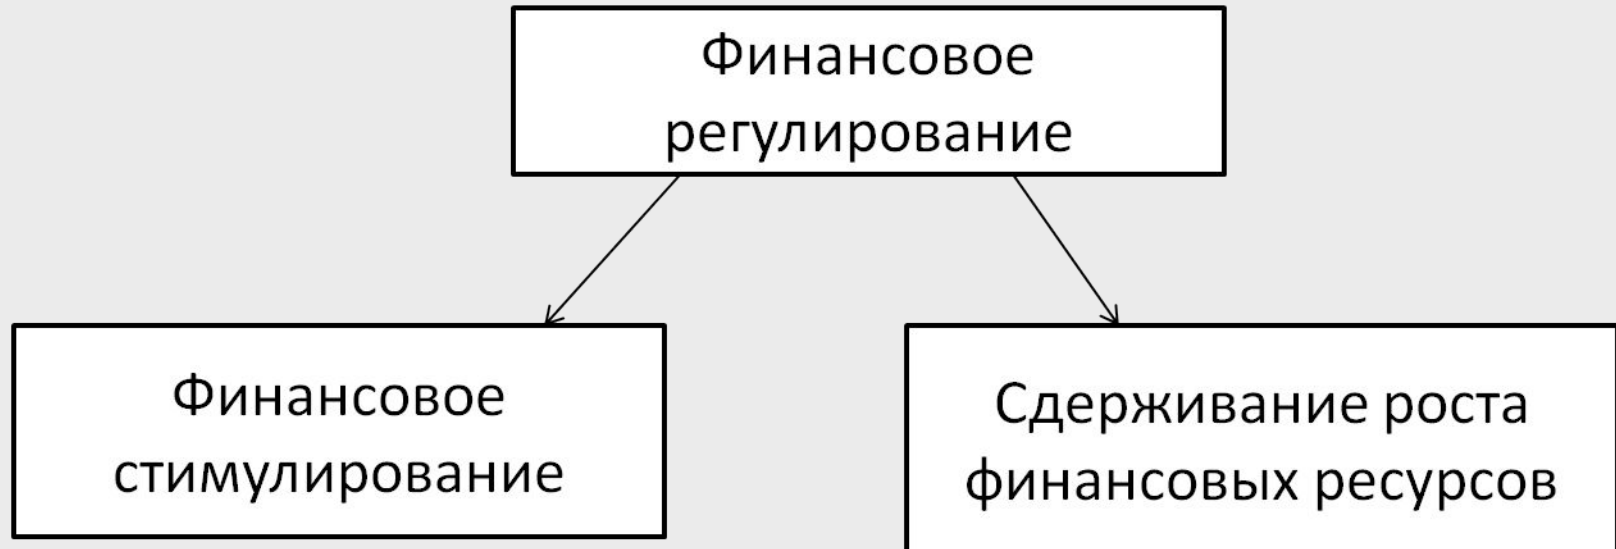 Финансовое
регулирование
Финансовое
стимулирование
Сдерживание роста
финансовых ресурсов